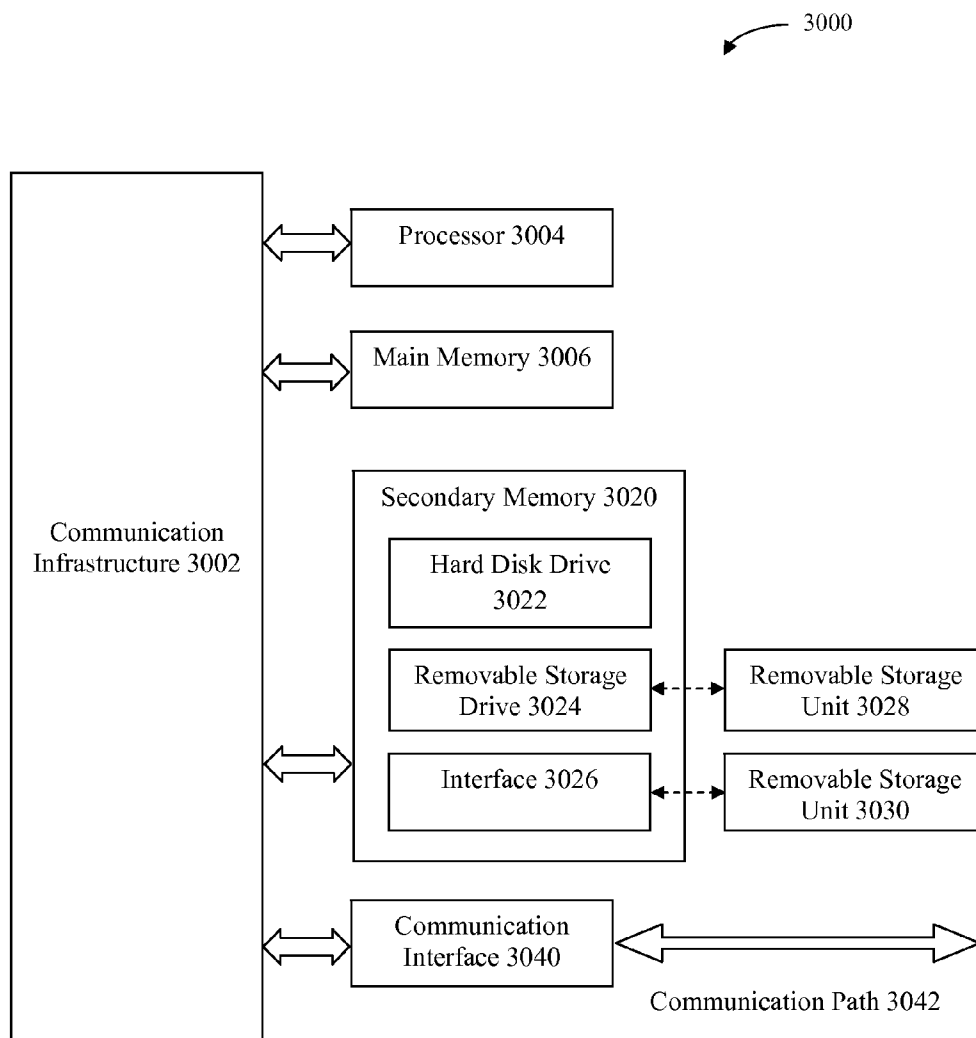 3000
Processor 3004
Main Memory 3006
Communication
Infrastructure 3002
Secondary Memory 3020
Hard Disk Drive
3022
Removable Storage
Drive 3024
Removable Storage
Unit 3028
Interface 3026
Removable Storage
Unit 3030
Communication
Interface 3040
Communication Path 3042